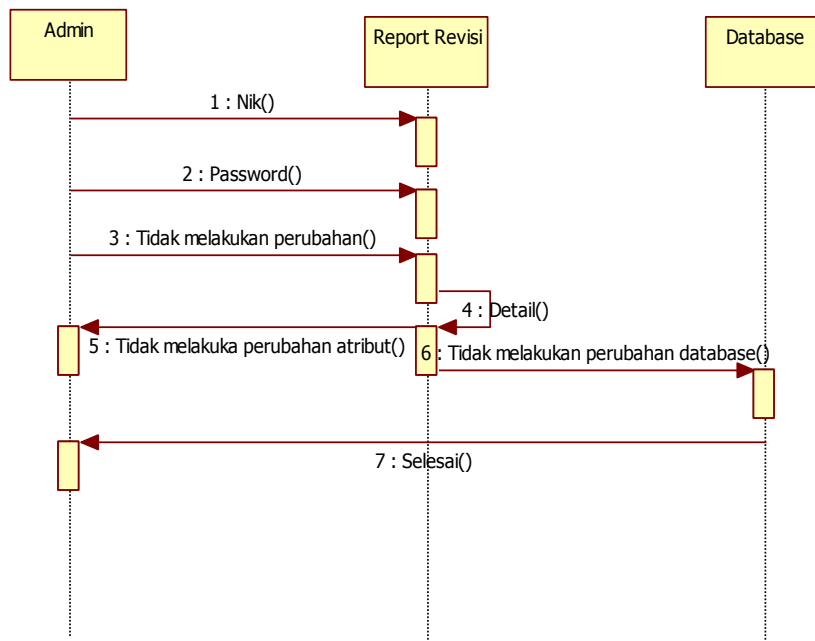 Admin
Report Revisi
Database
1 : Nik()
2 : Password()
3 : Tidak melakukan perubahan()
4 : Detail()
5 : Tidak melakuka perubahan atribut()
6 : Tidak melakukan perubahan database()
7 : Selesai()